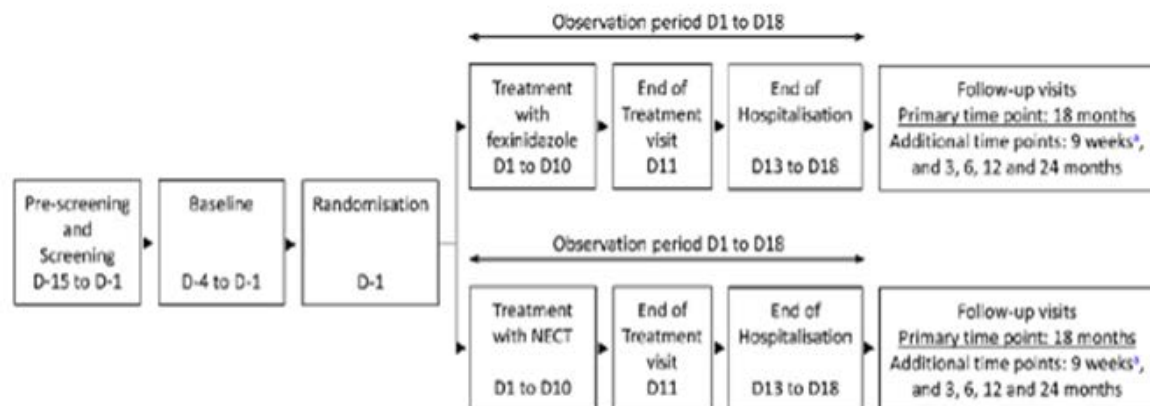 Observation period D1 to D18
Treatment
with
fexinidazole
D1 to D10
End of
Treatment
visit
D11
End of
Hospitalisation
D13 to D18
Follow-up visits
Primary time point: 18 months
Additional time points: 9 weeksᵃ,
and 3, 6, 12 and 24 months
Pre-screening
and
Screening
D-15 to D-1
Baseline
D-4 to D-1
Randomisation
D-1
Observation period D1 to D18
Treatment
with NECT
D1 to D10
End of
Treatment
visit
D11
End of
Hospitalisation
D13 to D18
Follow-up visits
Primary time point: 18 months
Additional time points: 9 weeksᵃ,
and 3, 6, 12 and 24 months